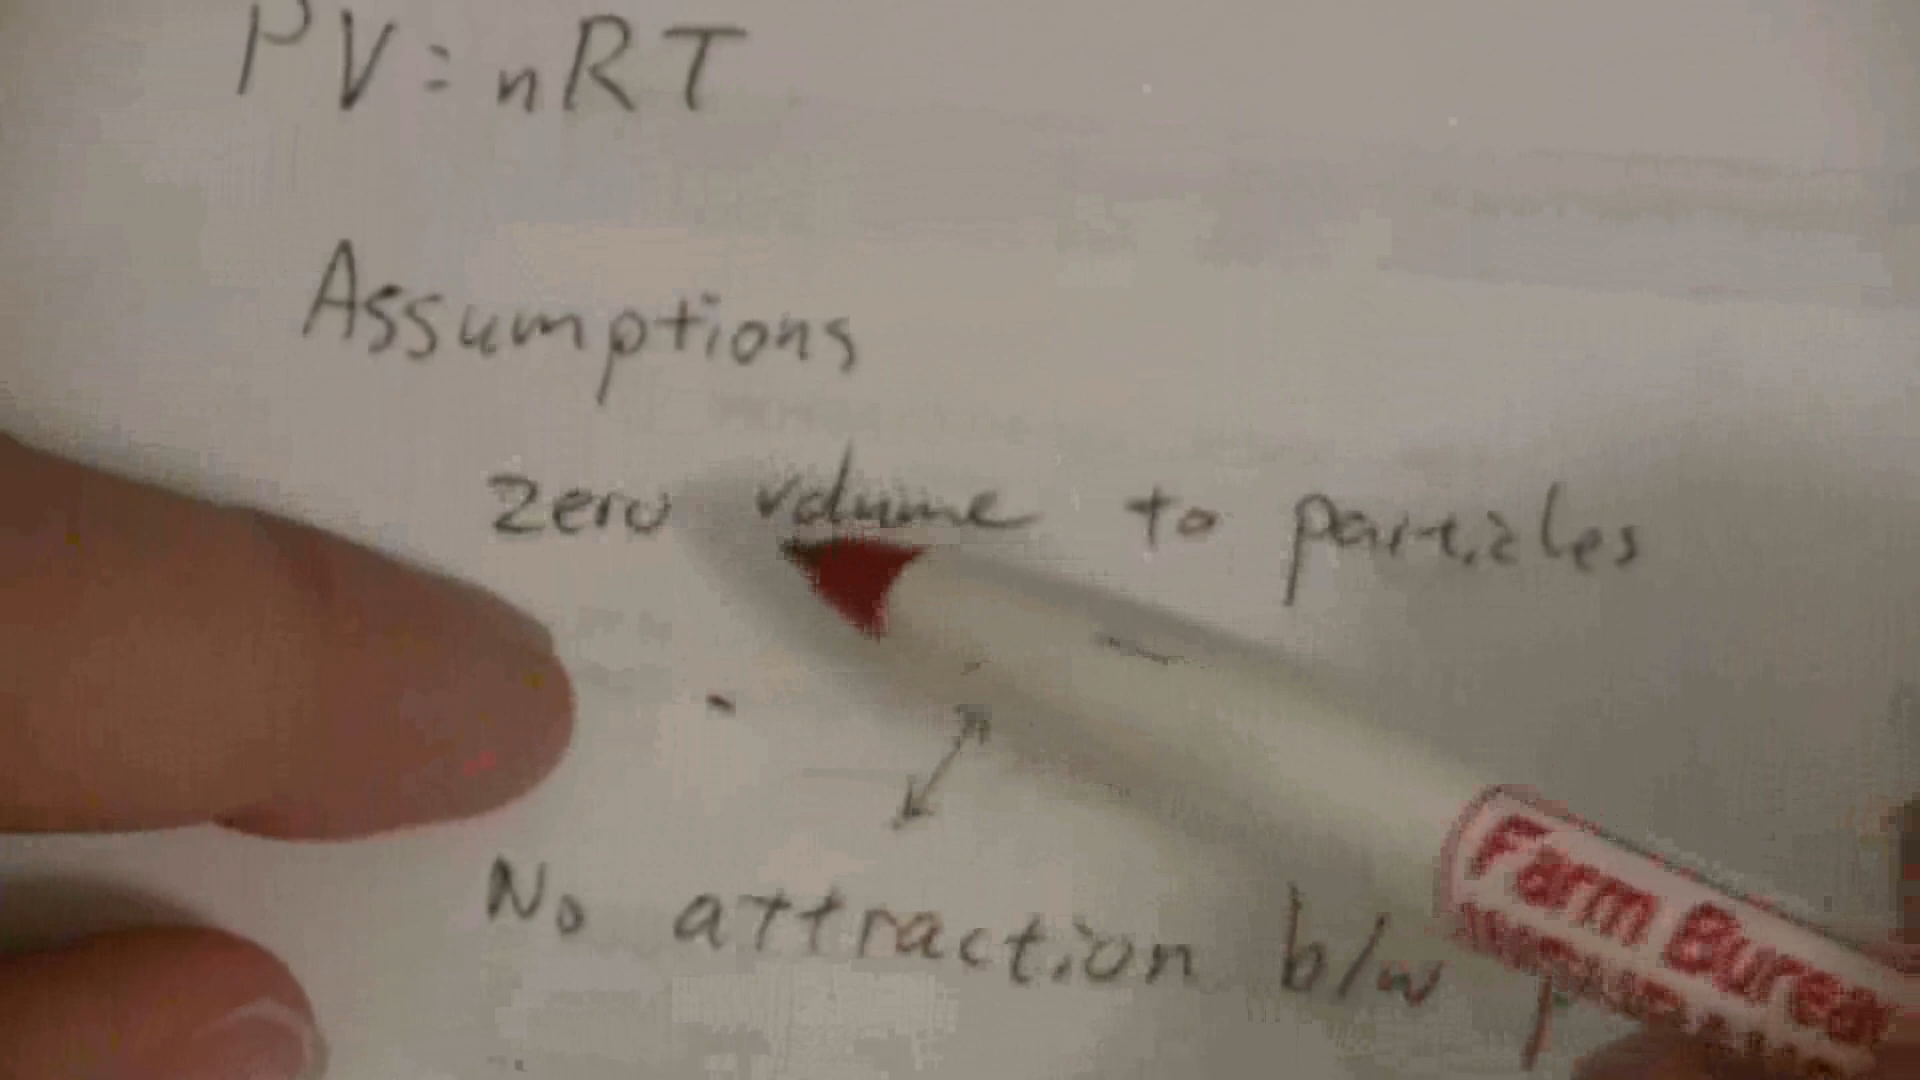 PV = nRT
Assumptions
Zero volume to particles
No attraction b/w
Farm Bureau